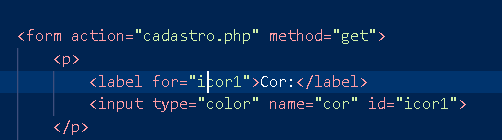 <form action="cadastro.php" method="get">
<p>
<label for="icor1">Cor:</label>
<input type="color" name="cor" id="icor1">
</p>